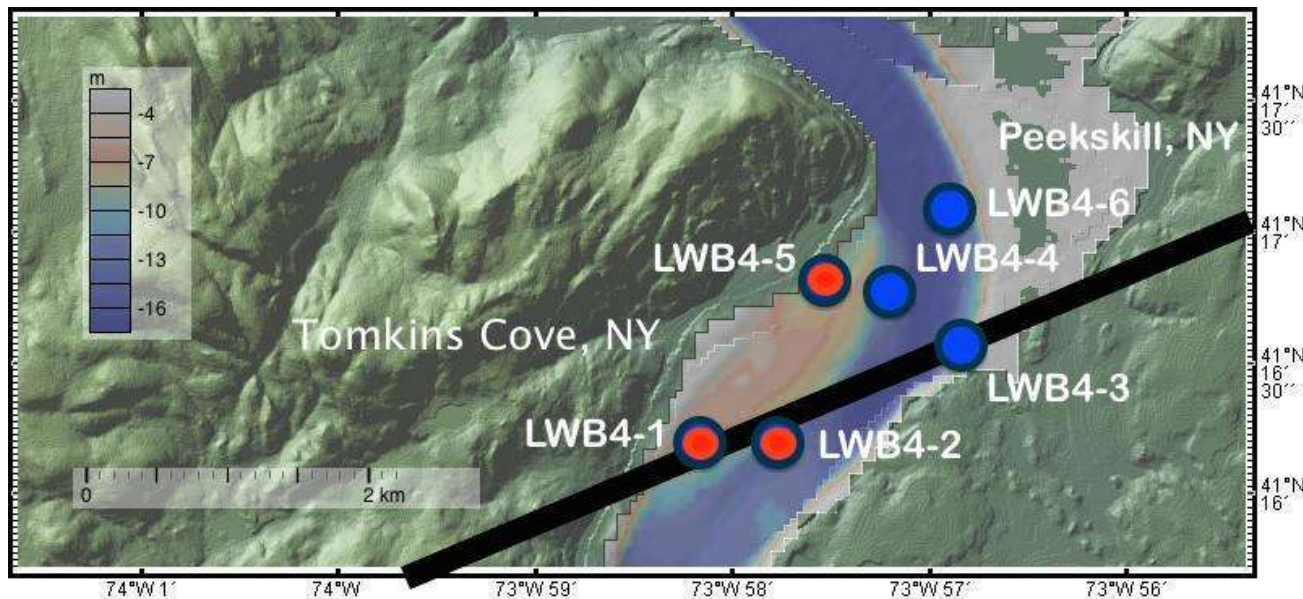 m
-4
-7
-10
-13
-16
0
2 km
Peekskill, NY
LWB4-6
LWB4-5
LWB4-4
Tomkins Cove, NY
LWB4-3
LWB4-1
LWB4-2
41°N
17´
30´´
41°N
17´
41°N
16´
30´´
41°N
16´
74°W 1´
74°W
73°W 59´
73°W 58´
73°W 57´
73°W 56´